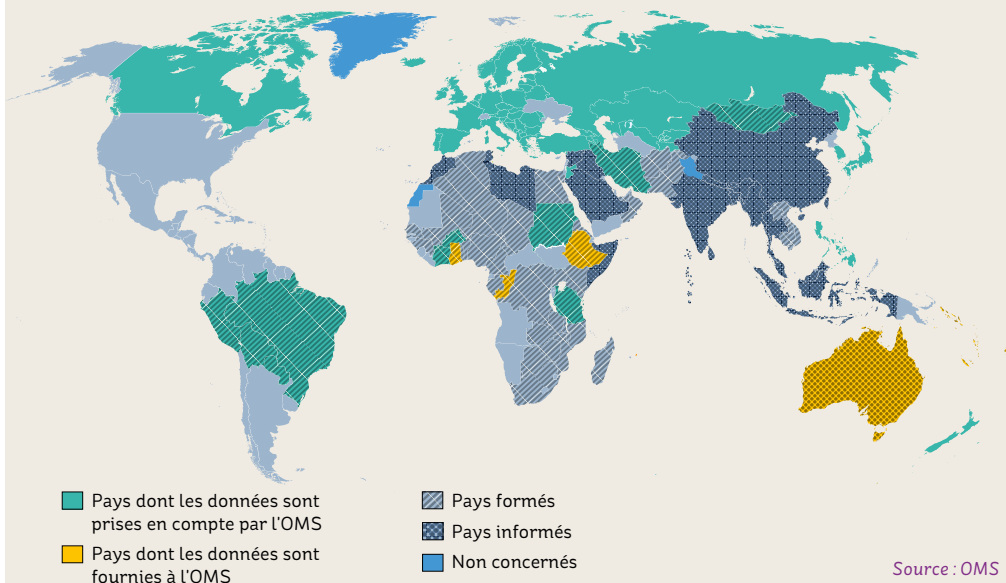 Pays dont les données sont
prises en compte par l'OMS
Pays dont les données sont
fournies à l'OMS
Pays formés
Pays informés
Non concernés
Source : OMS